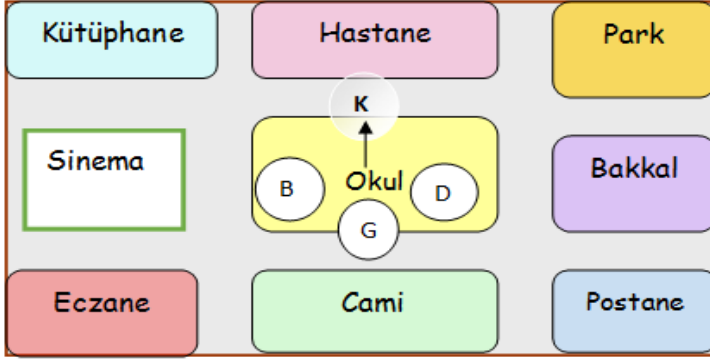 Kütüphane
Hastane
Park
K
Sinema
B
Okul
D
Bakkal
G
Eczane
Cami
Postane